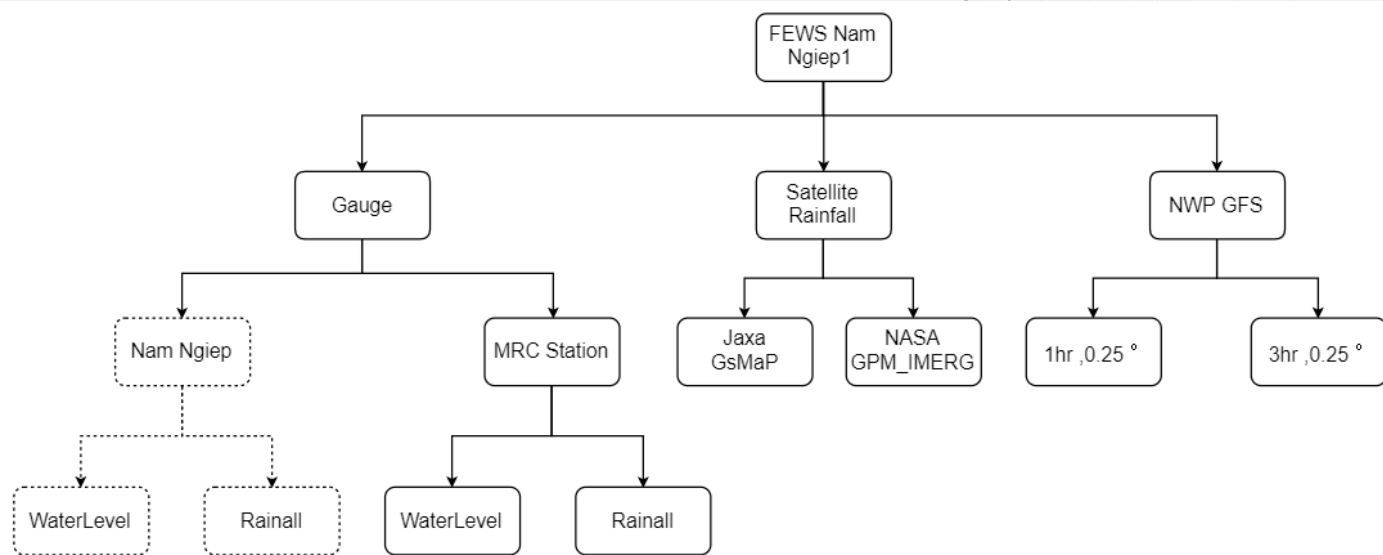 FEWS Nam
Ngiep1
Gauge
Satellite
Rainfall
NWP GFS
Nam Ngiep
MRC Station
Jaxa
GsMaP
NASA
GPM_IMERG
1hr ,0.25 °
3hr ,0.25 °
WaterLevel
Rainall
WaterLevel
Rainall